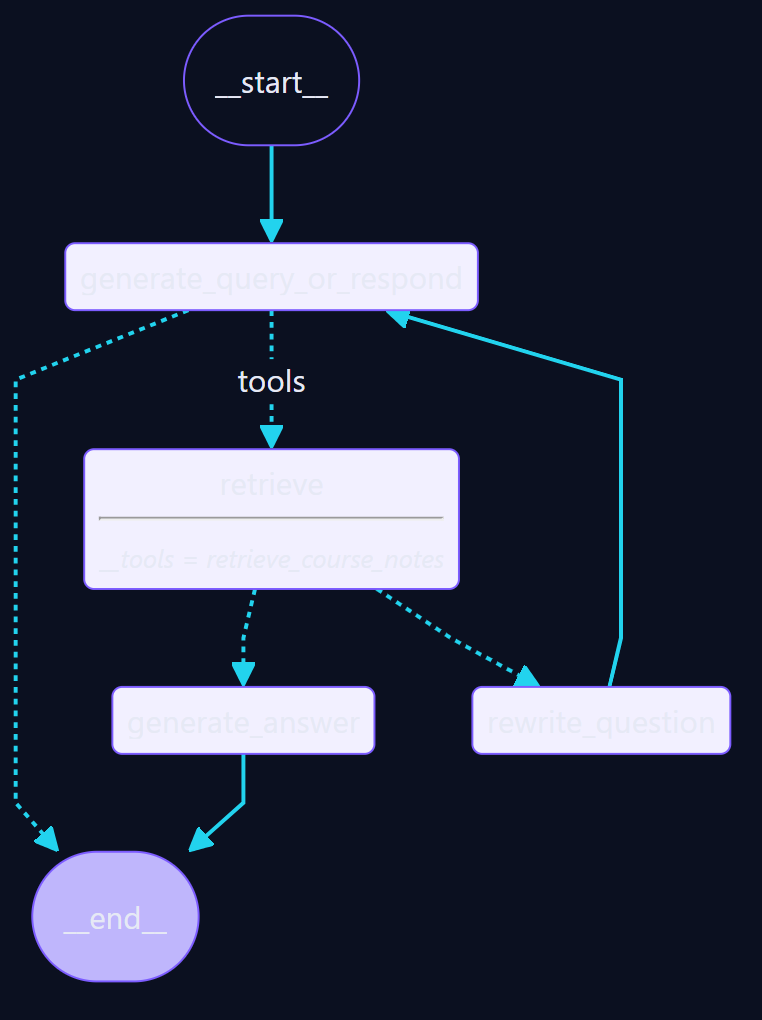 __start__
generate_query_or_respond
tools
retrieve
__tools = retrieve_course_notes
generate_answer
rewrite_question
__end__